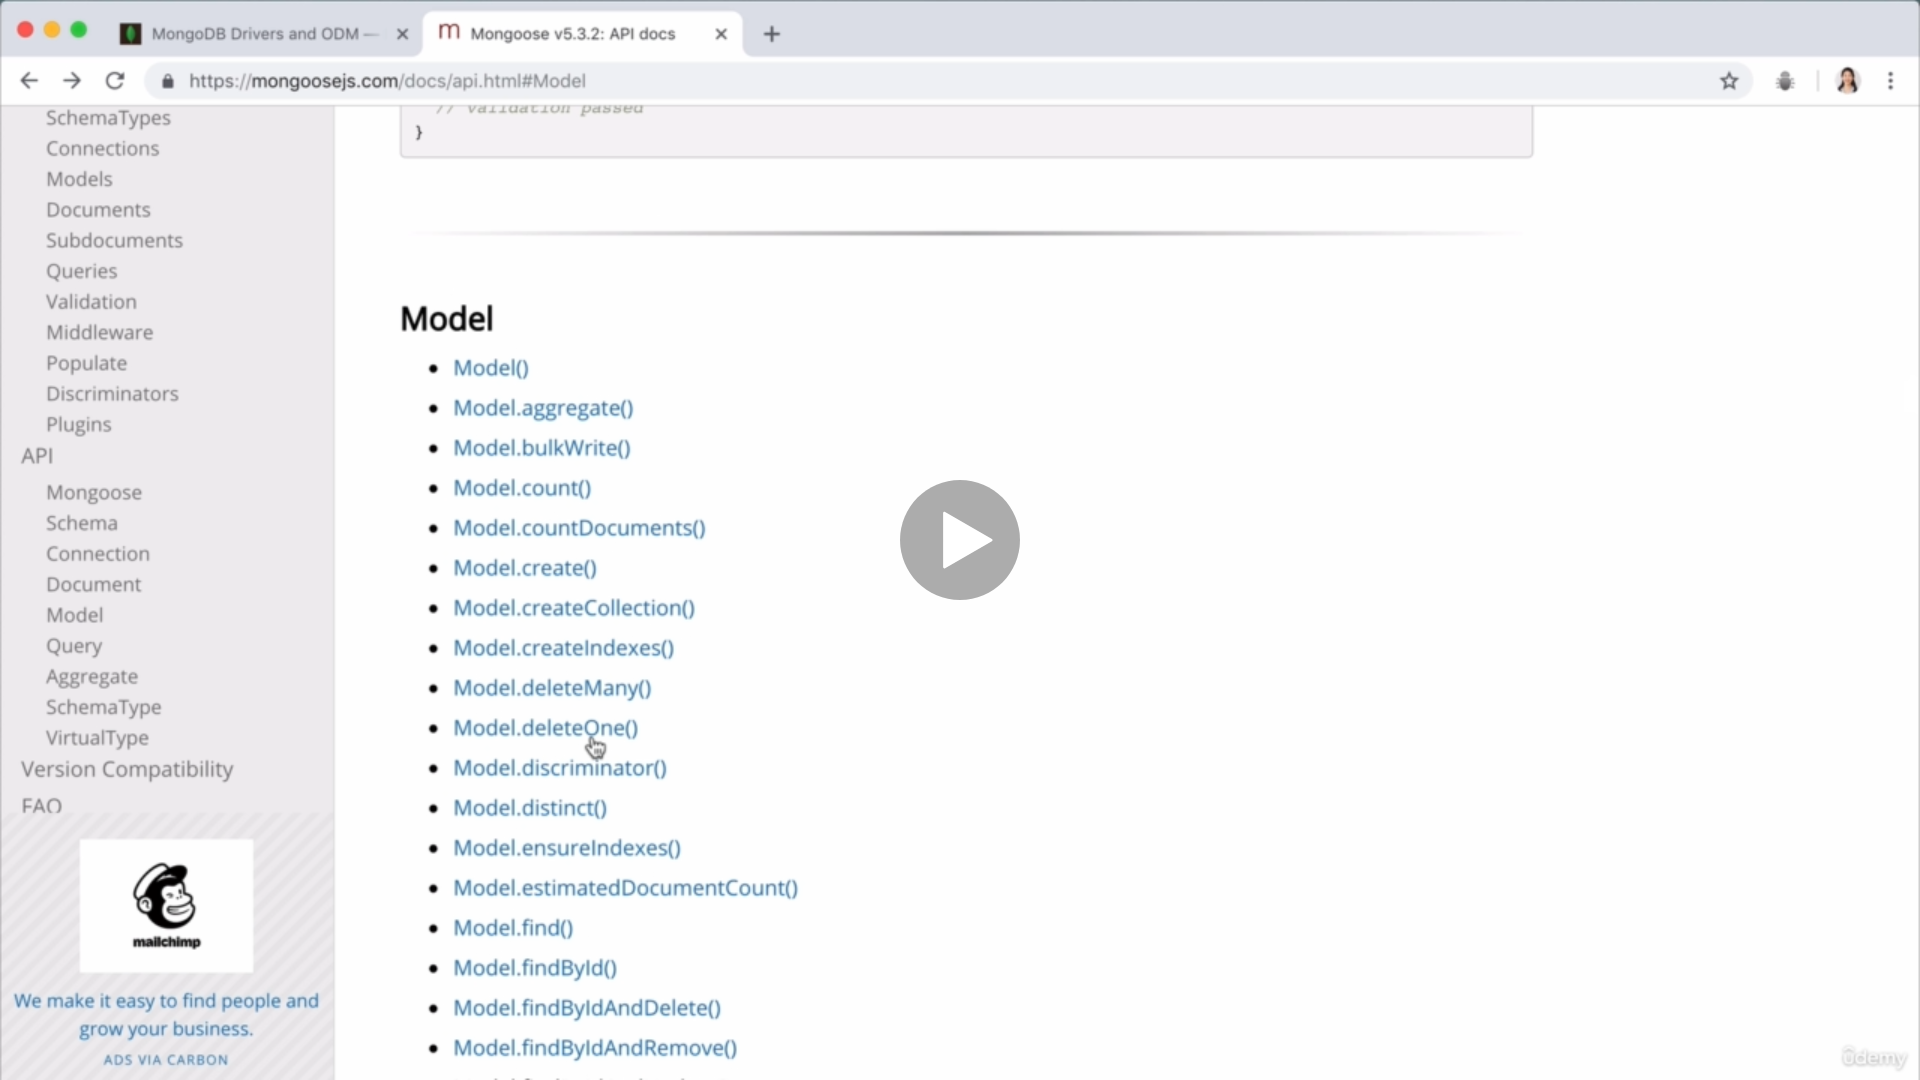 MongoDB Drivers and ODM —
Mongoose v5.3.2: API docs
https://mongoosejs.com/docs/api.html#Model
SchemaTypes
Connections
Models
Documents
Subdocuments
Queries
Validation
Middleware
Populate
Discriminators
Plugins
API
Mongoose
Schema
Connection
Document
Model
Query
Aggregate
SchemaType
VirtualType
Version Compatibility
FAQ
mailchimp
We make it easy to find people and
grow your business.
ADS VIA CARBON
// validation passed
}
Model
Model()
Model.aggregate()
Model.bulkWrite()
Model.count()
Model.countDocuments()
Model.create()
Model.createCollection()
Model.createIndexes()
Model.deleteMany()
Model.deleteOne()
Model.discriminator()
Model.distinct()
Model.ensureIndexes()
Model.estimatedDocumentCount()
Model.find()
Model.findById()
Model.findByIdAndDelete()
Model.findByIdAndRemove()
ûdemy